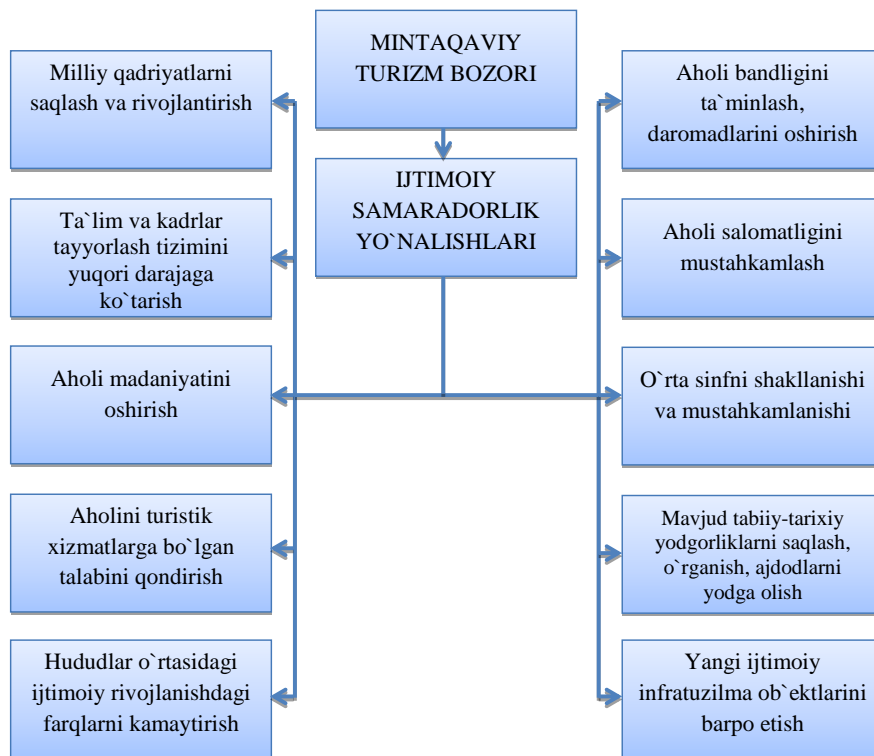 MINTAQAVIY
TURIZM BOZORI
IJTIMOIY
SAMARADORLIK
YO`NALISHLARI
Milliy qadriyatlarni
saqlash va rivojlantirish
Ta`lim va kadrlar
tayyorlash tizimini
yuqori darajaga
ko`tarish
Aholi madaniyatini
oshirish
Aholini turistik
xizmatlarga bo`lgan
talabini qondirish
Hududlar o`rtasidagi
ijtimoiy rivojlanishdagi
farqlarni kamaytirish
Aholi bandligini
ta`minlash,
daromadlarini oshirish
Aholi salomatligini
mustahkamlash
O`rta sinfni shakllanishi
va mustahkamlanishi
Mavjud tabiiy-tarixiy
yodgorliklarni saqlash,
o`rganish, ajdodlarni
yodga olish
Yangi ijtimoiy
infratuzilma ob`ektlarini
barpo etish